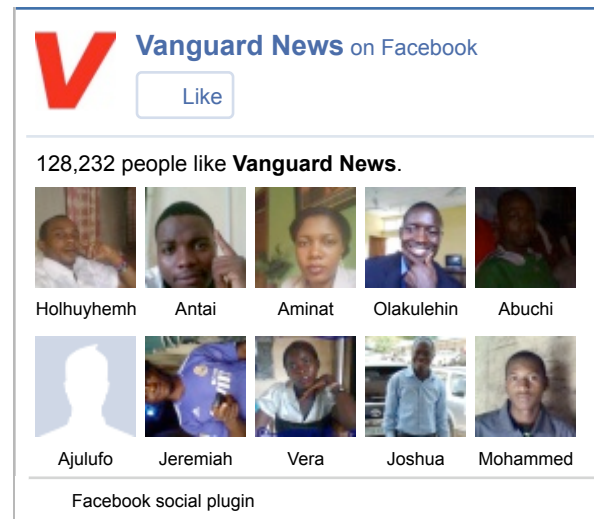 Vanguard News on Facebook
Like
128,232 people like Vanguard News.
Holhuyhemh Antai Aminat Olakulehin Abuchi
Ajulufo Jeremiah Vera Joshua Mohammed
Facebook social plugin